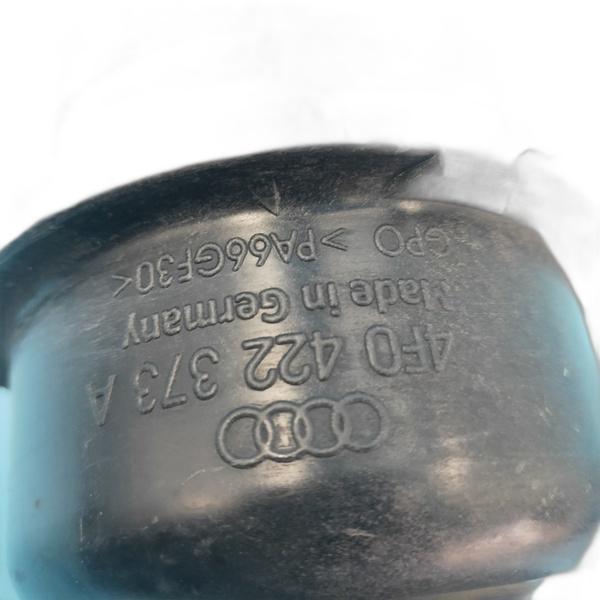 4F0 422 373 A
Made in Germany
GPO >PA66GF30<